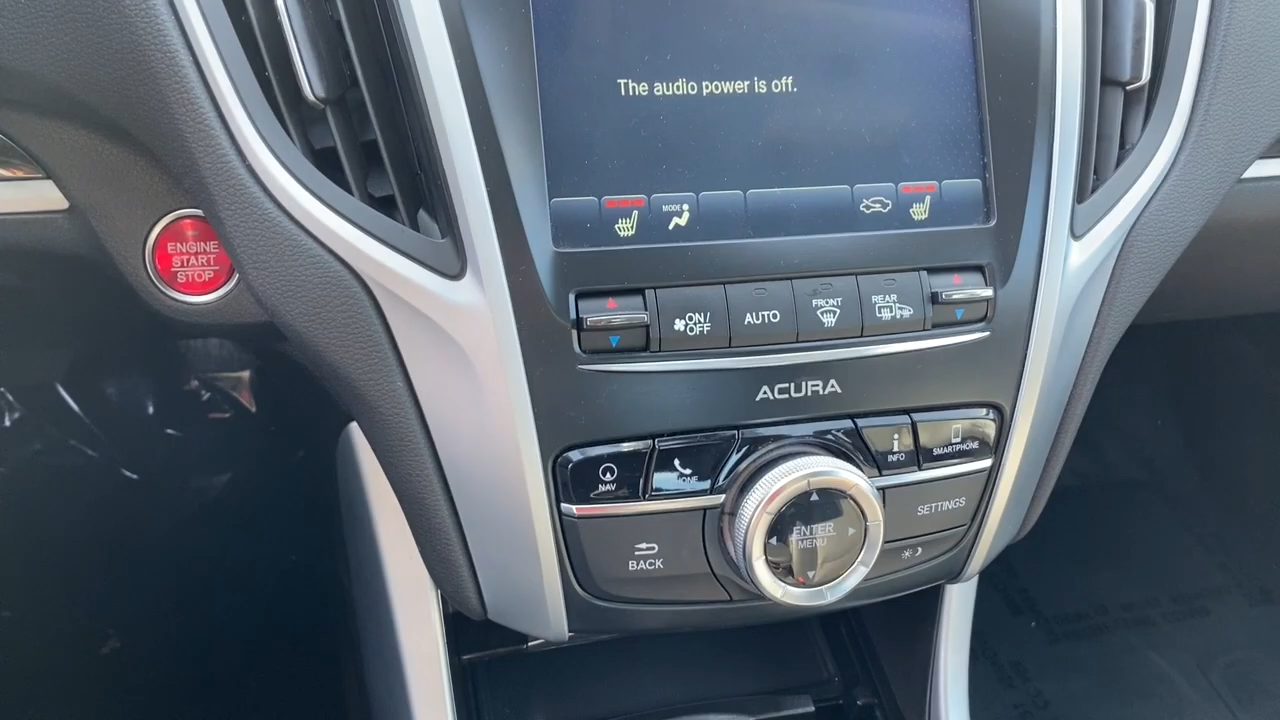 The audio power is off.
MODE
ENGINE
START
STOP
ON/
OFF
AUTO
FRONT
REAR
ACURA
NAV
PHONE
INFO
SMARTPHONE
SETTINGS
BACK
ENTER
MENU